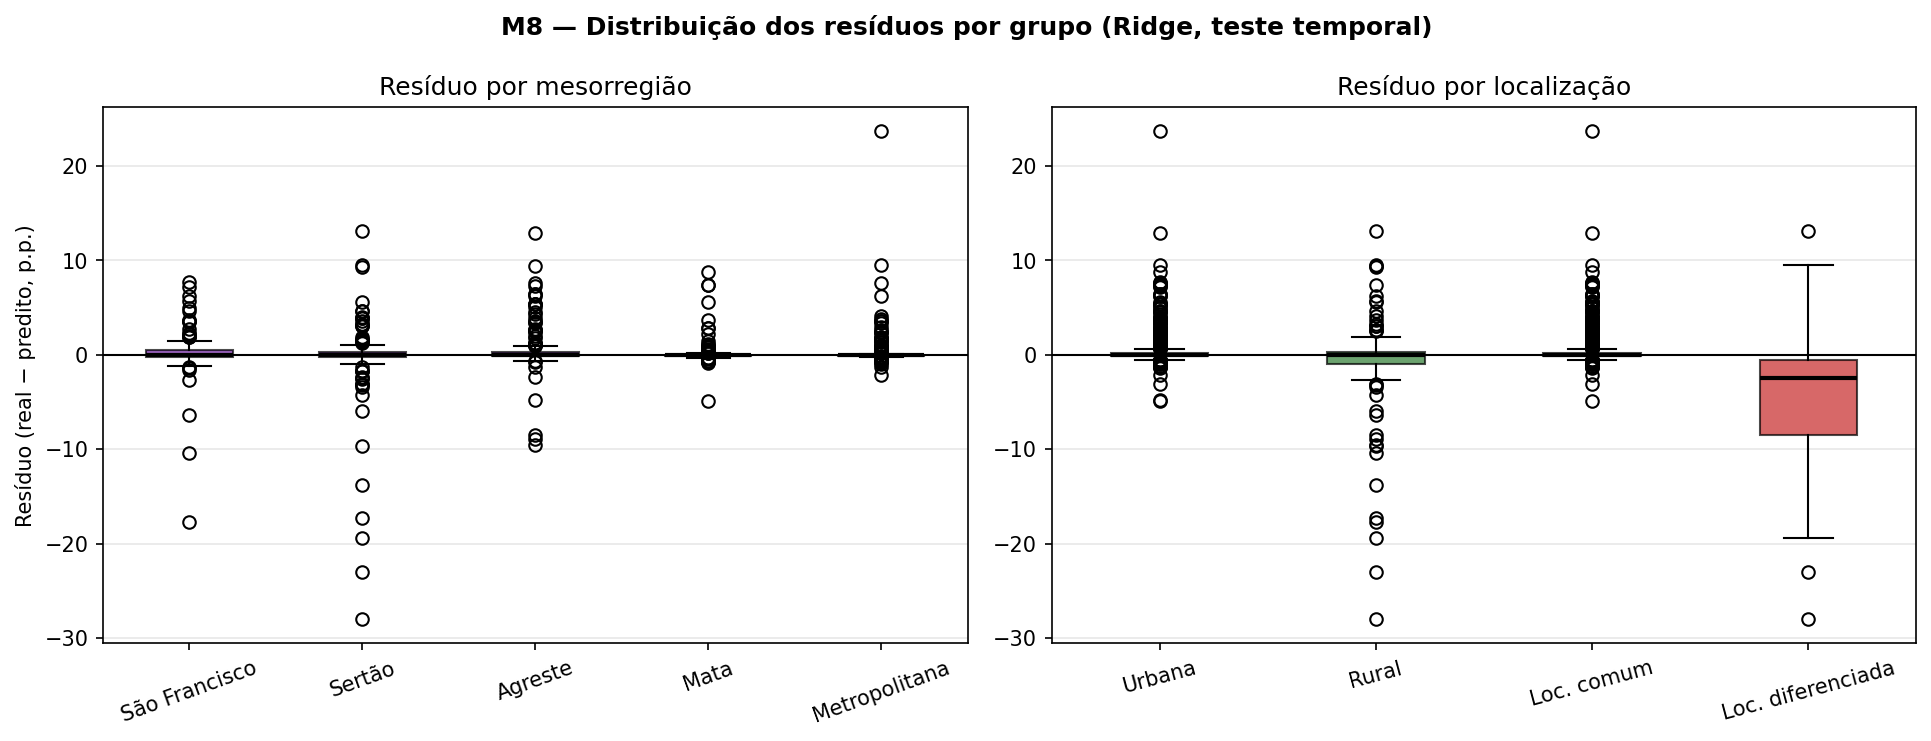 M8 — Distribuição dos resíduos por grupo (Ridge, teste temporal)
Resíduo por mesorregião
Resíduo (real − predito, p.p.)
20
10
0
−10
−20
−30
São Francisco
Sertão
Agreste
Mata
Metropolitana
Resíduo por localização
20
10
0
−10
−20
−30
Urbana
Rural
Loc. comum
Loc. diferenciada